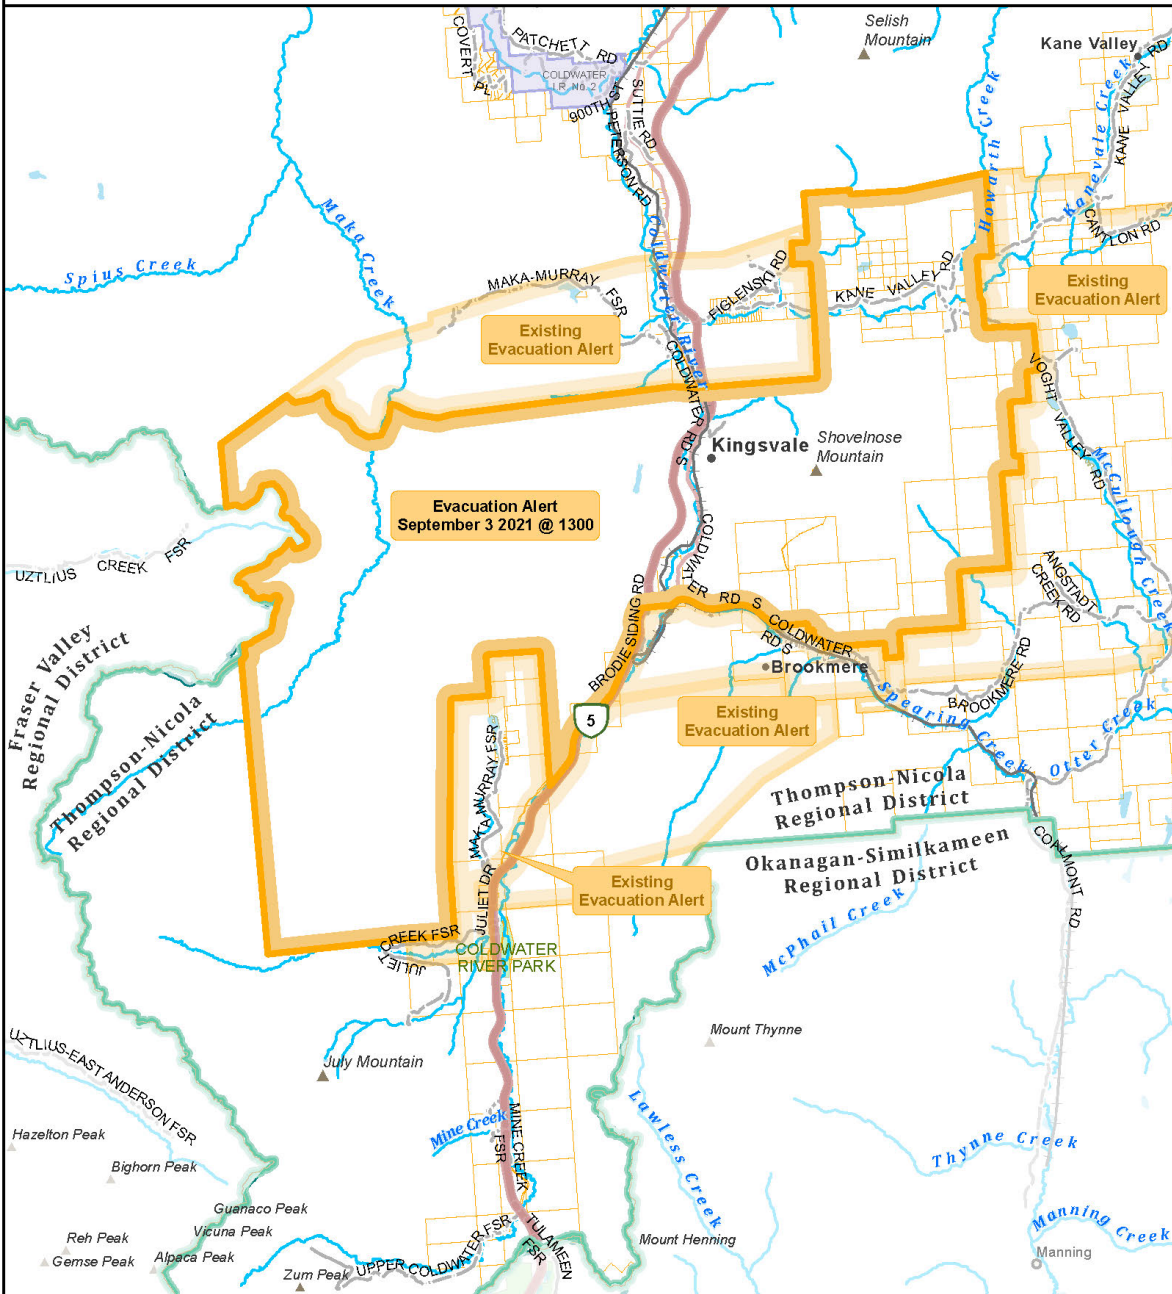 Selish
Mountain
Kane Valley
PATCHETT RD
COVERT PL
COLDWATER
I.R. No.2
900TH ST
SUTTIE RD
PETERSON RD
KANE VALLEY RD
Kanevale Creek
Howarth Creek
Maka Creek
Spius Creek
Coldwater River
CANTLON RD
MAKA-MURRAY FSR
FIGLENSKI RD
KANE VALLEY RD
Existing
Evacuation Alert
Existing
Evacuation Alert
COLDWATER RD S
VOGHT VALLEY RD
Kingsvale
Shovelnose
Mountain
McCullough Creek
Evacuation Alert
September 3 2021 @ 1300
UZTLIUS CREEK FSR
COLDWATER RD S
ANGSTADT
CREEK RD
BRODIE SIDING RD
COLDWATER
RD S
Brookmere
BROOKMERE RD
Fraser Valley
Regional District
Thompson-Nicola
Regional District
Spearing Creek
Otter Creek
Existing
Evacuation Alert
5
MAKA-MURRAY FSR
Thompson-Nicola
Regional District
Okanagan-Similkameen
Regional District
COALMONT RD
Existing
Evacuation Alert
JULIET DR
McPhail Creek
JULIET CREEK FSR
COLDWATER
RIVER PARK
Mount Thynne
UZTLIUS-EAST ANDERSON FSR
July Mountain
Mine Creek
MINE CREEK
FSR
Lawless Creek
Thynne Creek
Hazelton Peak
Bighorn Peak
Guanaco Peak
Vicuna Peak
Reh Peak
Gemse Peak
Alpaca Peak
Zum Peak
UPPER COLDWATER FSR
TULAMEEN
FSR
Mount Henning
Manning Creek
Manning